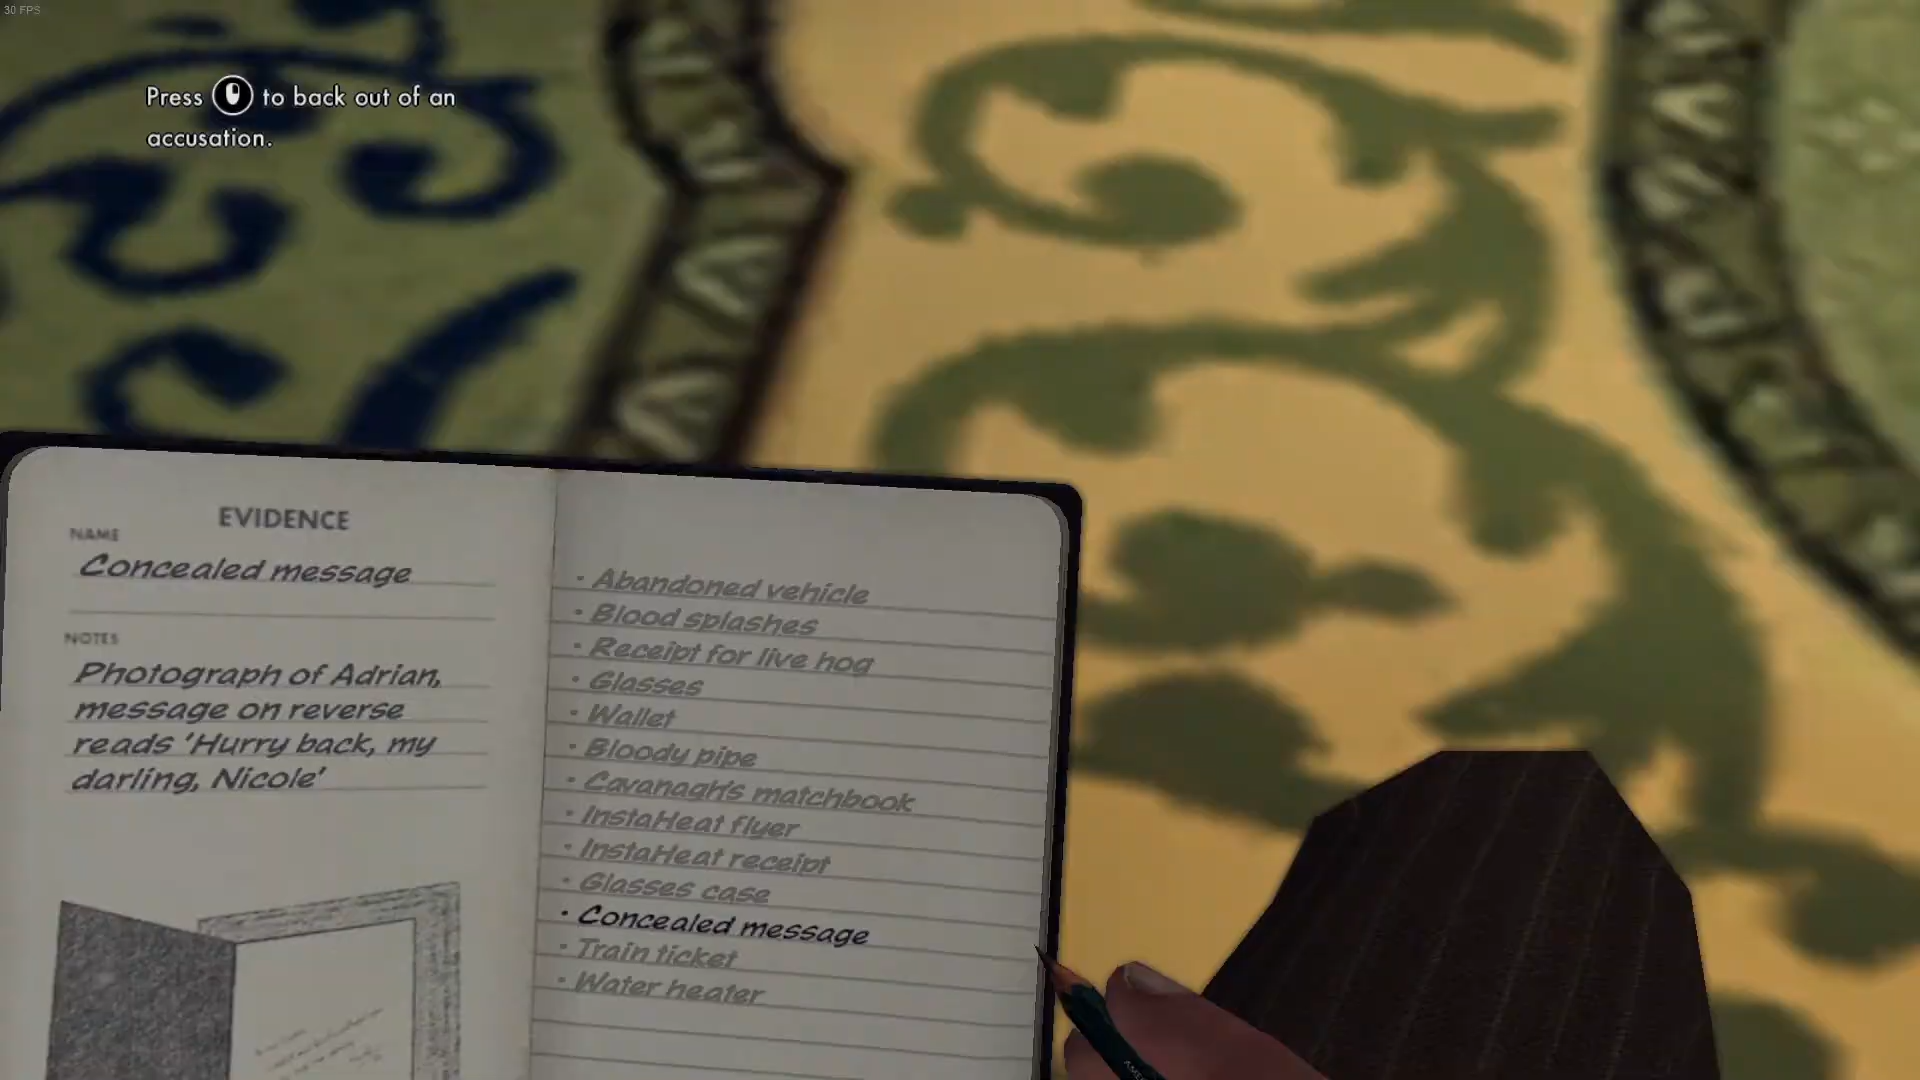 30 FPS
Press to back out of an
accusation.
EVIDENCE
NAME
Concealed message
NOTES
Photograph of Adrian,
message on reverse
reads 'Hurry back, my
darling, Nicole'
• Abandoned vehicle
• Blood splashes
• Receipt for live hog
• Glasses
• Wallet
• Bloody pipe
• Cavanagh's matchbook
• InstaHeat flyer
• InstaHeat receipt
• Glasses case
• Concealed message
• Train ticket
• Water heater